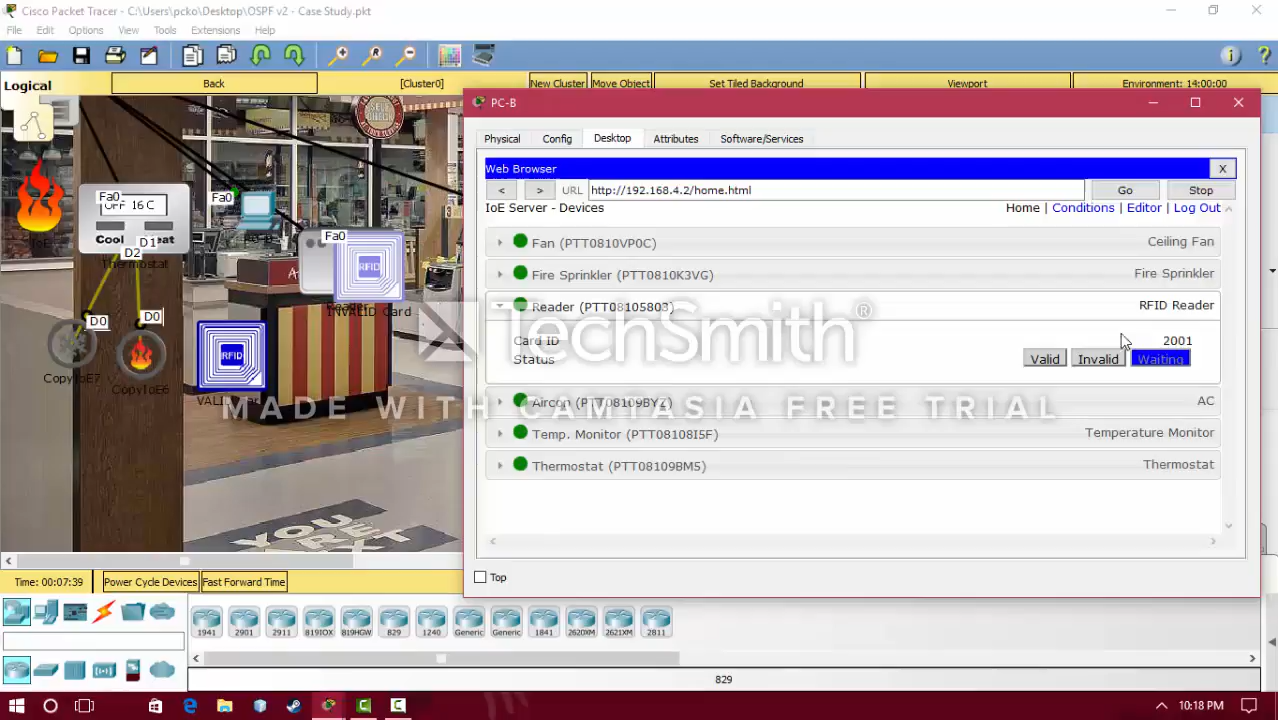 Cisco Packet Tracer - C:\Users\pcko\Desktop\OSPF v2 - Case Study.pkt
File Edit Options View Tools Extensions Help
Logical
Back
[Cluster0]
New Cluster
Move Object
Set Tiled Background
Viewport
Environment: 14:00:00
PC-B
Physical
Config
Desktop
Attributes
Software/Services
Web Browser
X
<
>
URL
http://192.168.4.2/home.html
Go
Stop
IoE Server - Devices
Home | Conditions | Editor | Log Out
Fan (PTT0810VP0C)
Ceiling Fan
Fire Sprinkler (PTT0810K3VG)
Fire Sprinkler
Reader (PTT08105803)
RFID Reader
Card ID
2001
Status
Valid
Invalid
Waiting
Aircon (PTT08109BYZ)
AC
Temp. Monitor (PTT08108I5F)
Temperature Monitor
Thermostat (PTT08109BM5)
Thermostat
Top
TechSmith®
MADE WITH CAMTASIA FREE TRIAL
Fa0
OFF 16 C
Cool
D1
D2
Thermostat
Fa0
Fa0
RFID
INVALID Card
D0
D0
RFID
CopyIoE7
CopyIoE6
YOU
Time: 00:07:39
Power Cycle Devices
Fast Forward Time
1941
2901
2911
819IOX
819HGW
829
1240
Generic
Generic
1841
2620XM
2621XM
2811
829
10:18 PM